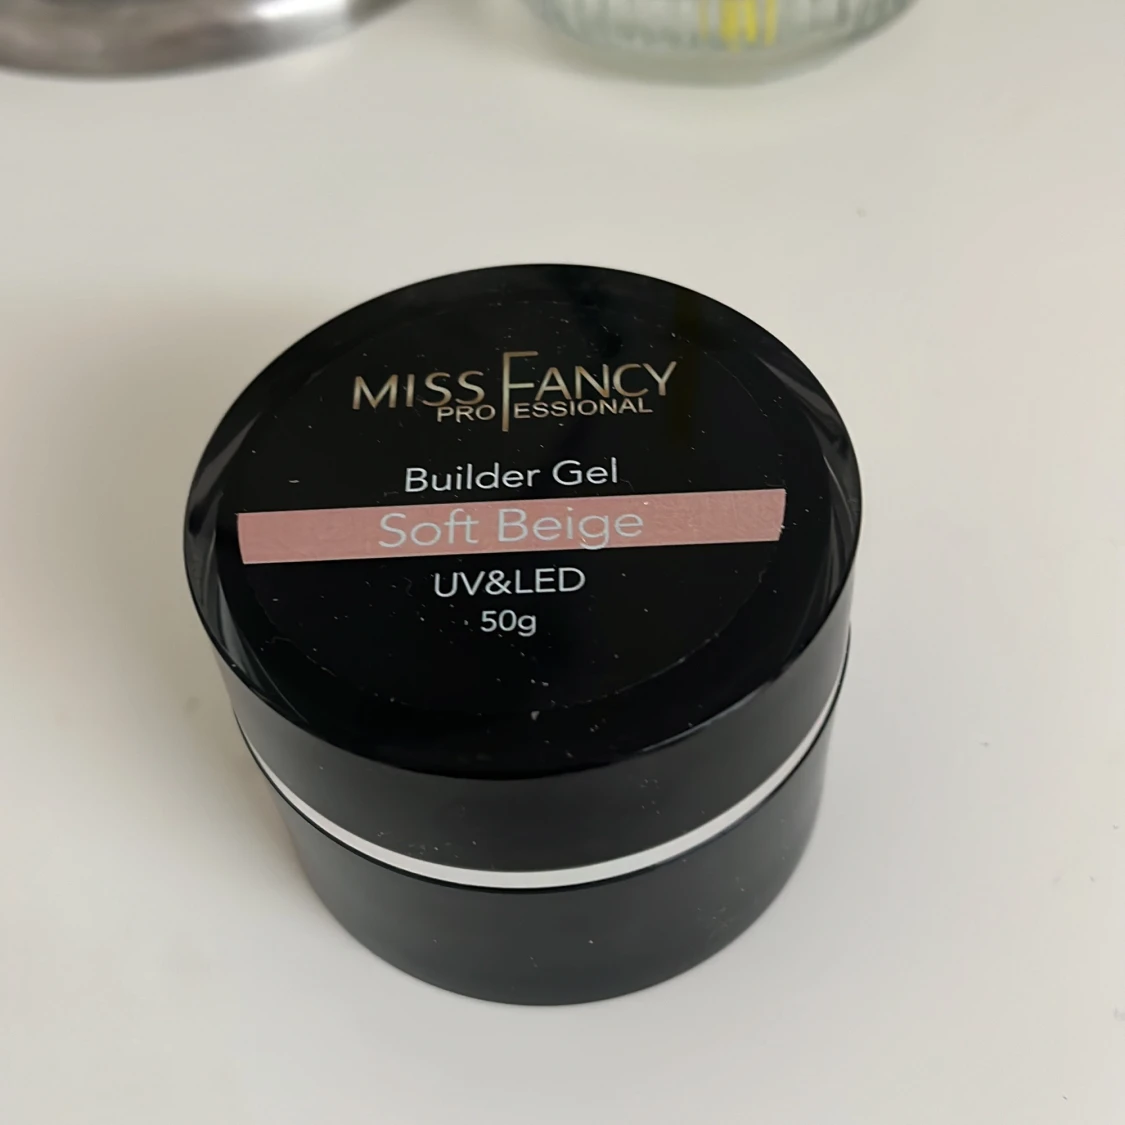 MISS FANCY
PROFESSIONAL
Builder Gel
Soft Beige
UV&LED
50g